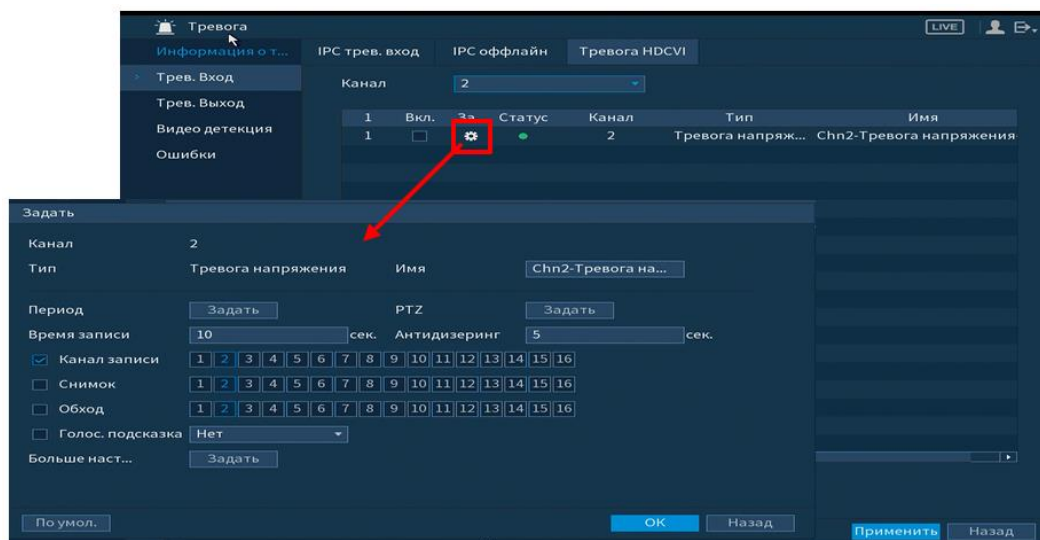 Тревога LIVE
Информация о т... IPC трев. вход IPC оффлайн Тревога HDCVI
Трев. Вход Канал 2
Трев. Выход
1 Вкл. За... Статус Канал Тип Имя
Видео детекция 1 2 Тревога напряж... Chn2-Тревога напряжения-
Ошибки
Задать
Канал 2
Тип Тревога напряжения Имя Chn2-Тревога на...
Период Задать PTZ Задать
Время записи 10 сек. Антидизеринг 5 сек.
Канал записи 1 2 3 4 5 6 7 8 9 10 11 12 13 14 15 16
Снимок 1 2 3 4 5 6 7 8 9 10 11 12 13 14 15 16
Обход 1 2 3 4 5 6 7 8 9 10 11 12 13 14 15 16
Голос. подсказка Нет
Больше наст... Задать
По умол. OK Назад
Применить Назад